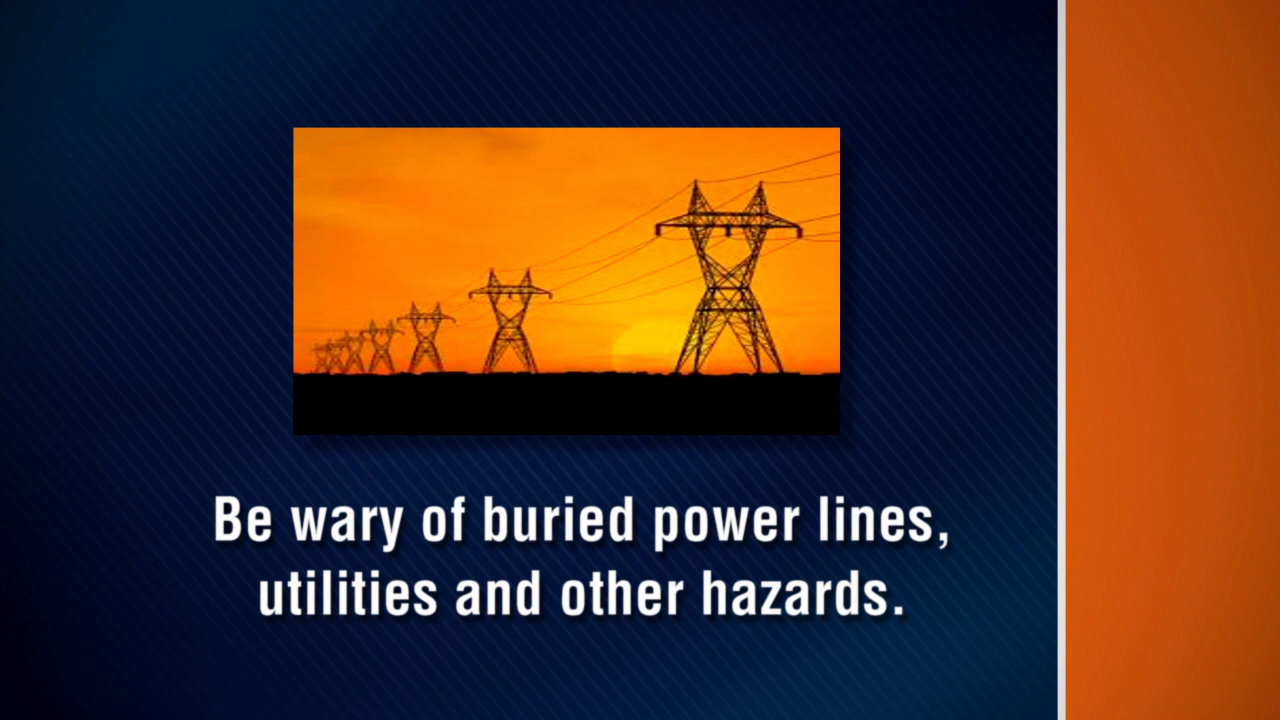 Be wary of buried power lines,
utilities and other hazards.